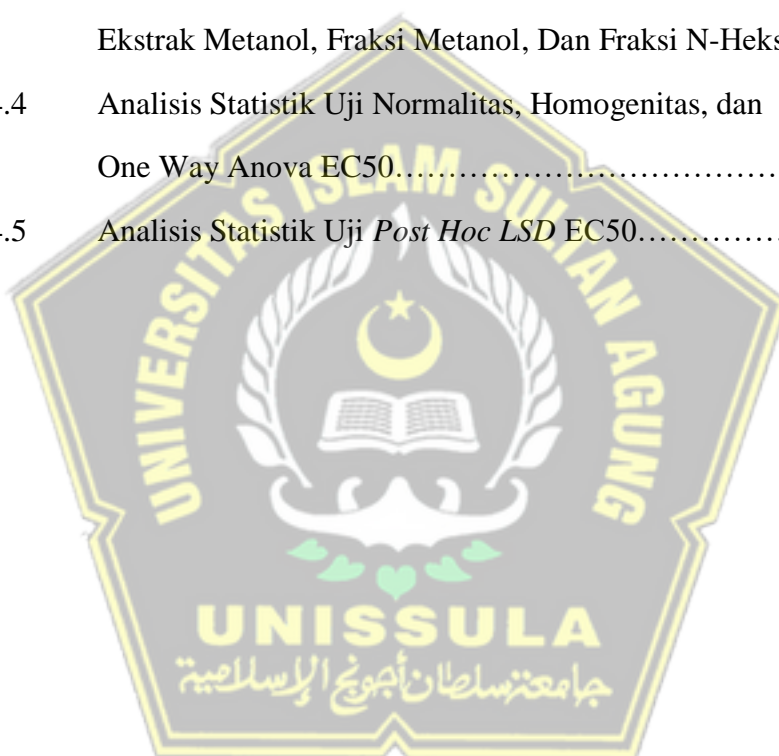 Ekstrak Metanol, Fraksi Metanol, Dan Fraksi N-Heks
.4 Analisis Statistik Uji Normalitas, Homogenitas, dan
One Way Anova EC50……………………………
.5 Analisis Statistik Uji Post Hoc LSD EC50……………
UNIVERSITAS ISLAM SULTAN AGUNG
UNISSULA
جامعة سلطان أجونج الإسلامية